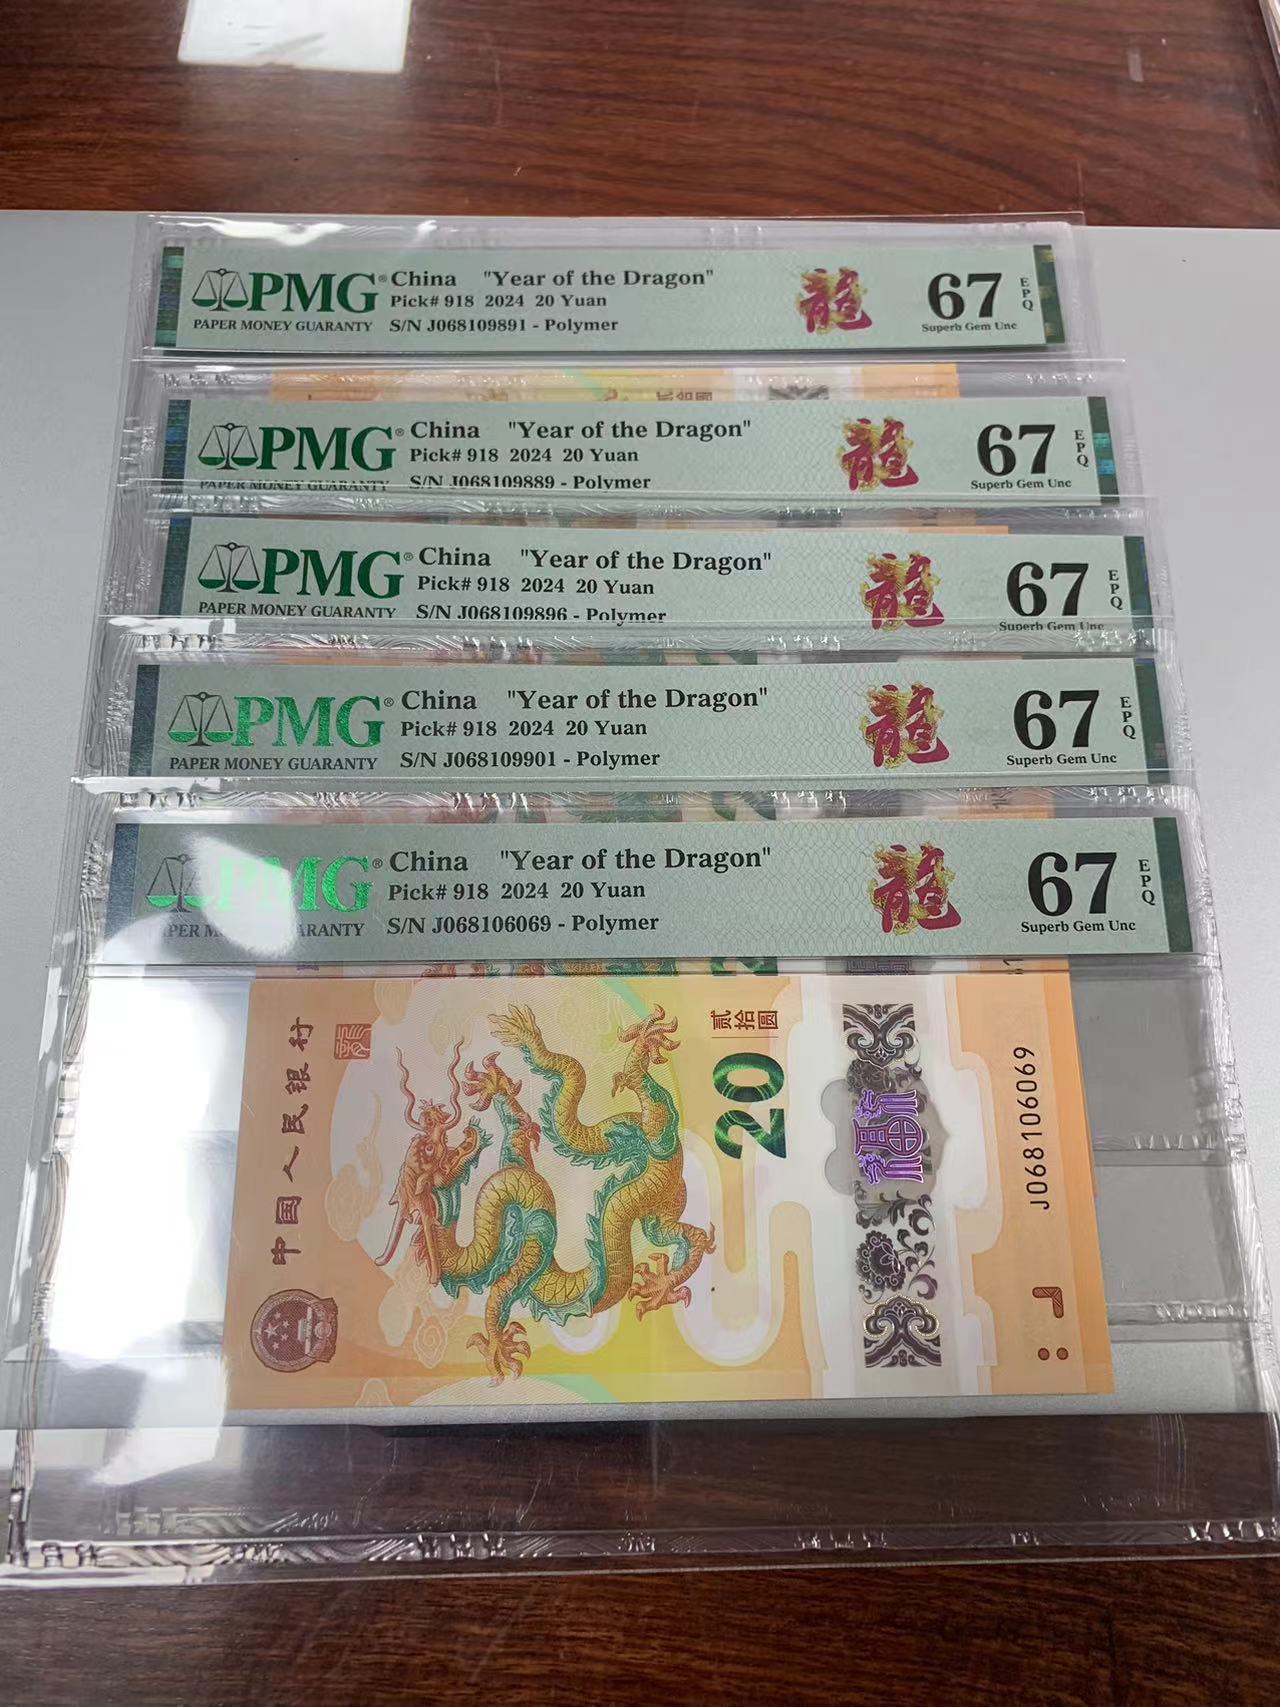 PMG® China "Year of the Dragon" 龍 67 EPQ
Pick# 918 2024 20 Yuan
PAPER MONEY GUARANTY S/N J068109891 - Polymer Superb Gem Unc
PMG® China "Year of the Dragon" 龍 67 EPQ
Pick# 918 2024 20 Yuan
PAPER MONEY GUARANTY S/N J068109889 - Polymer Superb Gem Unc
PMG® China "Year of the Dragon" 龍 67 EPQ
Pick# 918 2024 20 Yuan
PAPER MONEY GUARANTY S/N J068109896 - Polymer Superb Gem Unc
PMG® China "Year of the Dragon" 龍 67 EPQ
Pick# 918 2024 20 Yuan
PAPER MONEY GUARANTY S/N J068109901 - Polymer Superb Gem Unc
PMG® China "Year of the Dragon" 龍 67 EPQ
Pick# 918 2024 20 Yuan
S/N J068106069 - Polymer Superb Gem Unc
中国人民银行
贰拾圆
20
福
J068106069